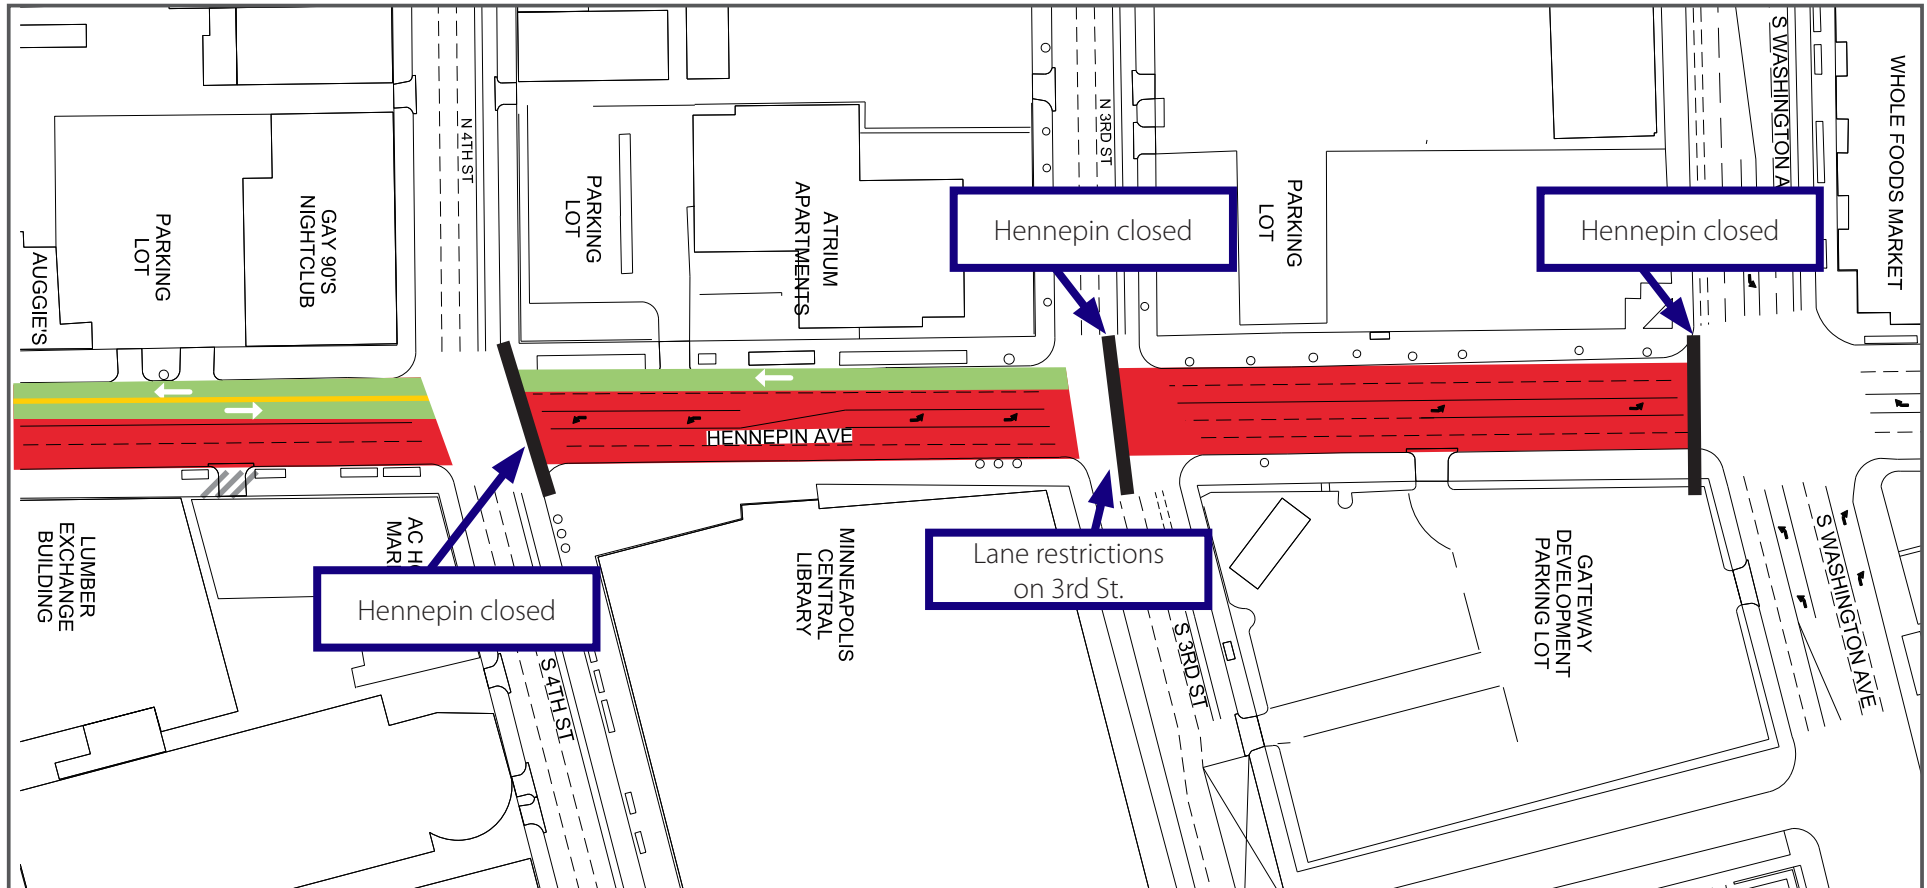 N 4TH ST
N 3RD ST
S WASHINGTON A
WHOLE FOODS MARKET
AUGGIE'S
PARKING
LOT
GAY 90'S
NIGHTCLUB
PARKING
LOT
ATRIUM
APARTMENTS
Hennepin closed
PARKING
LOT
Hennepin closed
HENNEPIN AVE
LUMBER
EXCHANGE
BUILDING
AC HO
MAR
Hennepin closed
MINNEAPOLIS
CENTRAL
LIBRARY
Lane restrictions
on 3rd St.
GATEWAY
DEVELOPMENT
PARKING LOT
S WASHINGTON AVE
S 4TH ST
S 3RD ST